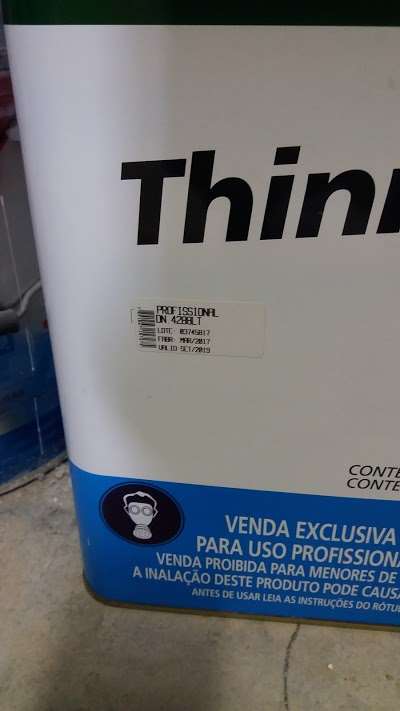 Thin
PROFISSIONAL
DN 4288LT
LOTE: 03745817
FABR: MAR/2017
VALID SET/2019
CONTE
CONTE
VENDA EXCLUSIVA
PARA USO PROFISSIONA
VENDA PROIBIDA PARA MENORES DE
A INALAÇÃO DESTE PRODUTO PODE CAUSA
ANTES DE USAR LEIA AS INSTRUÇÕES DO RÓTU